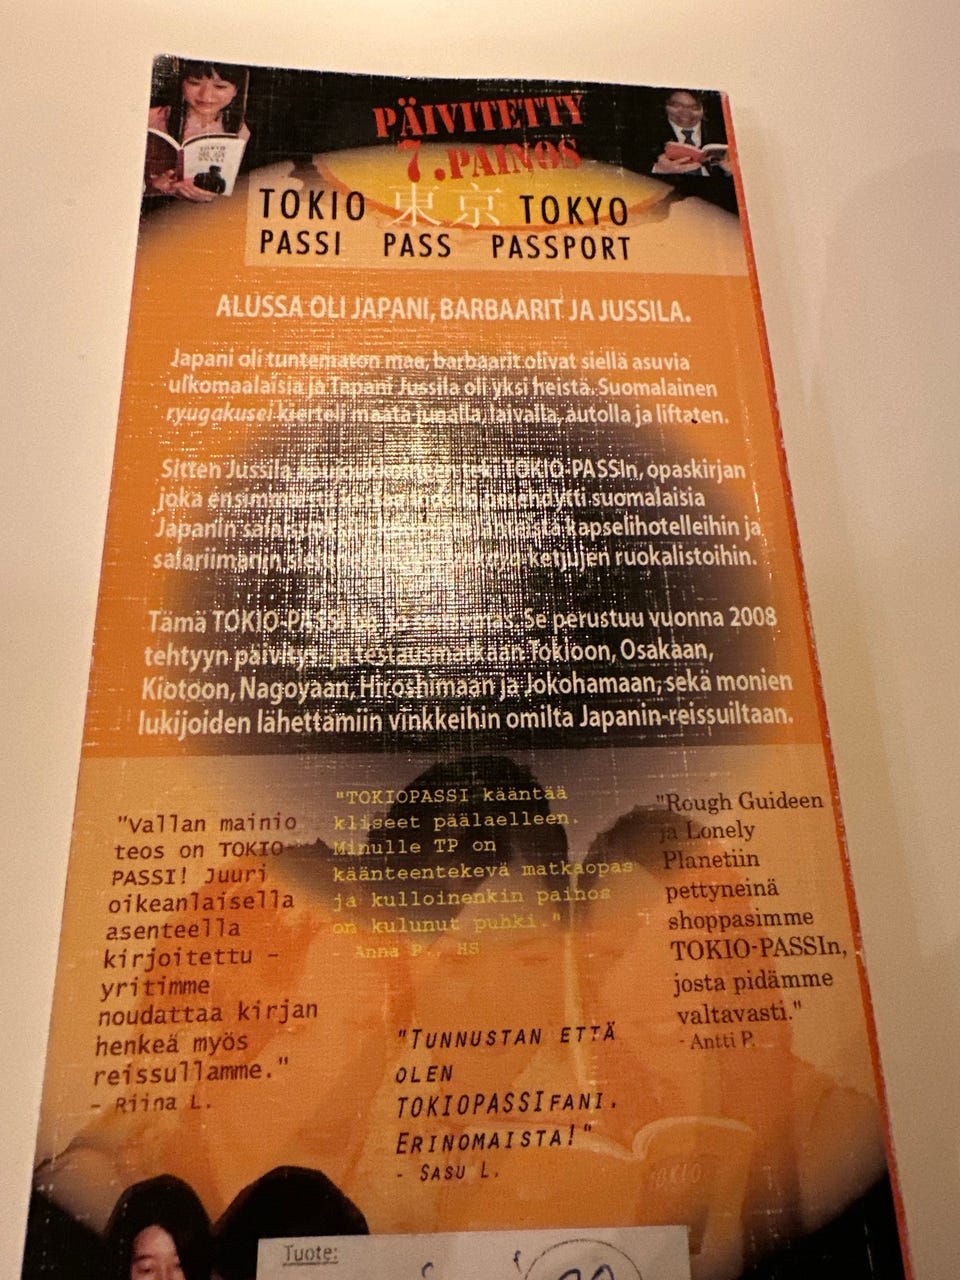 PÄIVITETTY
7. PAINOS
TOKIO 東京 TOKYO
PASSI PASS PASSPORT
ALUSSA OLI JAPANI, BARBAARIT JA JUSSILA.
Japani oli tuntematon maa, barbaarit olivat siellä asuvia
ulkomaalaisia ja Tapani Jussila oli yksi heistä. Suomalainen
ryugakusei kierteli maata junalla, laivalla, autolla ja liftaten.
Sitten Jussila apujoukkoineen teki TOKIO-PASSIn, opaskirjan
joka ensimmäistä kertaa perehdytti suomalaisia
Japanin kapselihotelleihin ja
salariimanin ketjujen ruokalistoihin.
Tämä TOKIO-PASSI on jo seitsemäs. Se perustuu vuonna 2008
tehtyyn päivitys- ja testausmatkaan Tokioon, Osakaan,
Kiotoon, Nagoyaan, Hiroshimaan ja Jokohamaan, sekä monien
lukijoiden lähettämiin vinkkeihin omilta Japanin-reissuiltaan.
"Vallan mainio
teos on TOKIO-
PASSI! Juuri
oikeanlaisella
asenteella
kirjoitettu –
yritimme
noudattaa kirjan
henkeä myös
reissullamme."
– Riina L.
"TOKIOPASSI kääntää
kliseet päälaelleen.
Minulle TP on
käänteentekevä matkaopas
ja kulloinenkin painos
on kulunut puhki."
- Anna P., HS
"Rough Guideen
ja Lonely
Planetiin
pettyneinä
shoppasimme
TOKIO-PASSIn,
josta pidämme
valtavasti."
- Antti P.
"TUNNUSTAN ETTÄ
OLEN
TOKIOPASSIFANI.
ERINOMAISTA!"
- SASU L.
TOKIO
Tuote: